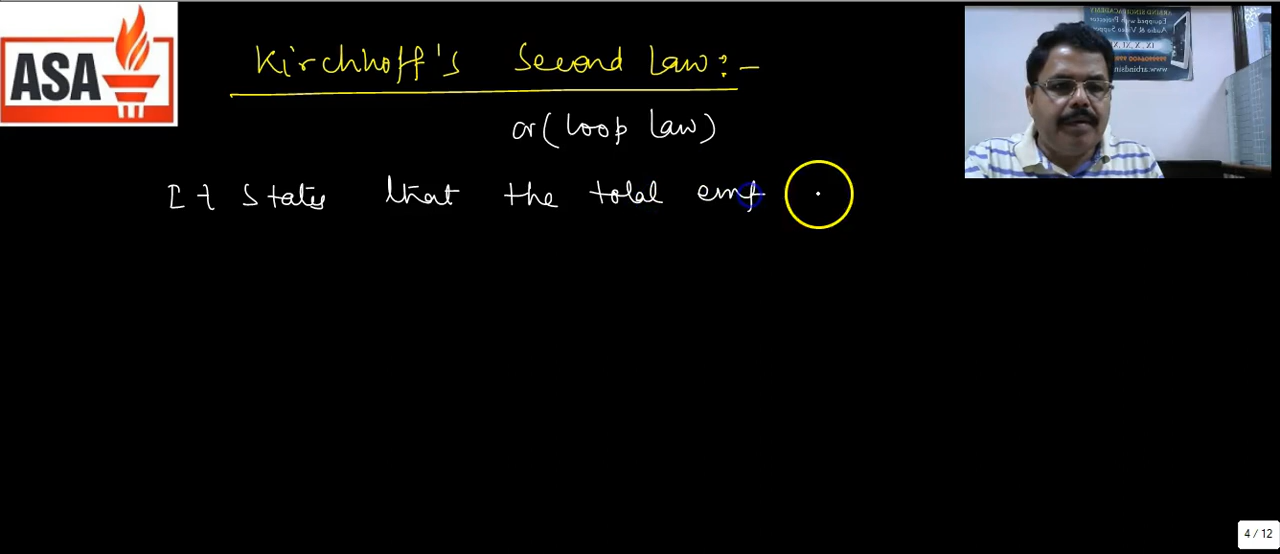 ASA
Kirchhoff's Second Law:-
or (loop law)
It states that the total emf
4 / 12